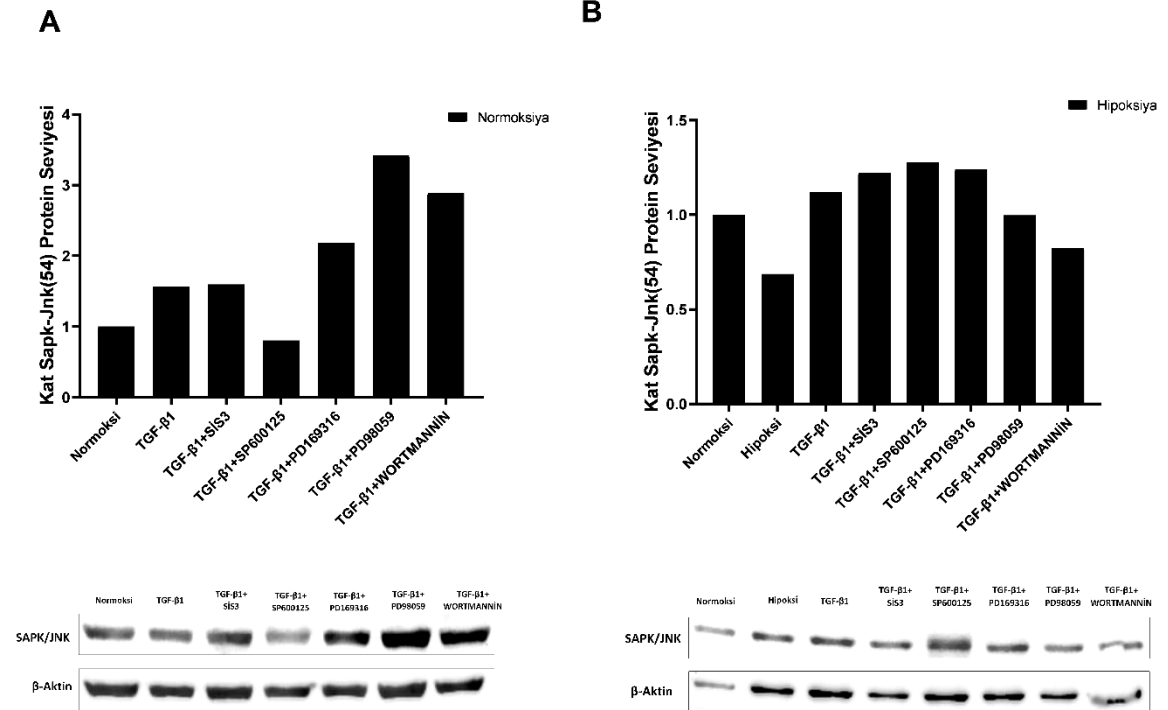 A
Kat Sapk-Jnk(54) Protein Seviyesi
4
3
2
1
0
Normoksiya
Normoksi
TGF-β1
TGF-β1+SİS3
TGF-β1+SP600125
TGF-β1+PD169316
TGF-β1+PD98059
TGF-β1+WORTMANNİN
Normoksi
TGF-β1
TGF-β1+
SİS3
TGF-β1+
SP600125
TGF-β1+
PD169316
TGF-β1+
PD98059
TGF-β1+
WORTMANNİN
SAPK/JNK
β-Aktin
B
Kat Sapk-Jnk(54) Protein Seviyesi
1.5
1.0
0.5
0.0
Hipoksiya
Normoksi
Hipoksi
TGF-β1
TGF-β1+SİS3
TGF-β1+SP600125
TGF-β1+PD169316
TGF-β1+PD98059
TGF-β1+WORTMANNİN
Normoksi
Hipoksi
TGF-β1
TGF-β1+
SİS3
TGF-β1+
SP600125
TGF-β1+
PD169316
TGF-β1+
PD98059
TGF-β1+
WORTMANNİN
SAPK/JNK
β-Aktin